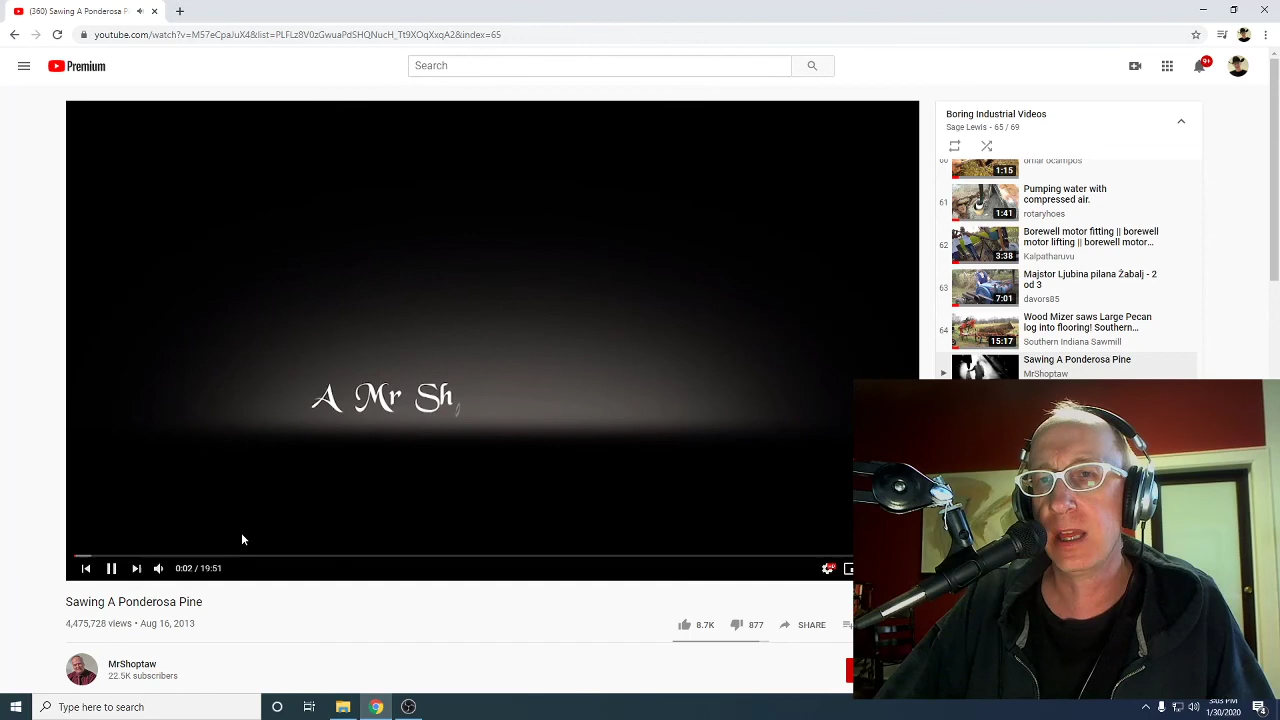 (360) Sawing A Ponderosa P
youtube.com/watch?v=M57eCpaJuX4&list=PLFLz8V0zGwuaPdSHQNucH_Tt9XOqXxqA2&index=65
Premium
Search
9+
Boring Industrial Videos
Sage Lewis - 65 / 69
60
omar ocampos
1:15
61
Pumping water with
compressed air.
rotaryhoes
1:41
62
Borewell motor fitting || borewell
motor lifting || borewell motor...
Kalpatharuvu
3:38
63
Majstor Ljubina pilana Žabalj - 2
od 3
davors85
7:01
64
Wood Mizer saws Large Pecan
log into flooring! Southern...
Southern Indiana Sawmill
15:17
Sawing A Ponderosa Pine
MrShoptaw
A Mr Sh
0:02 / 19:51
Sawing A Ponderosa Pine
4,475,728 views • Aug 16, 2013
8.7K
877
SHARE
MrShoptaw
22.5K subscribers
Type here to search
3:03 PM
1/30/2020